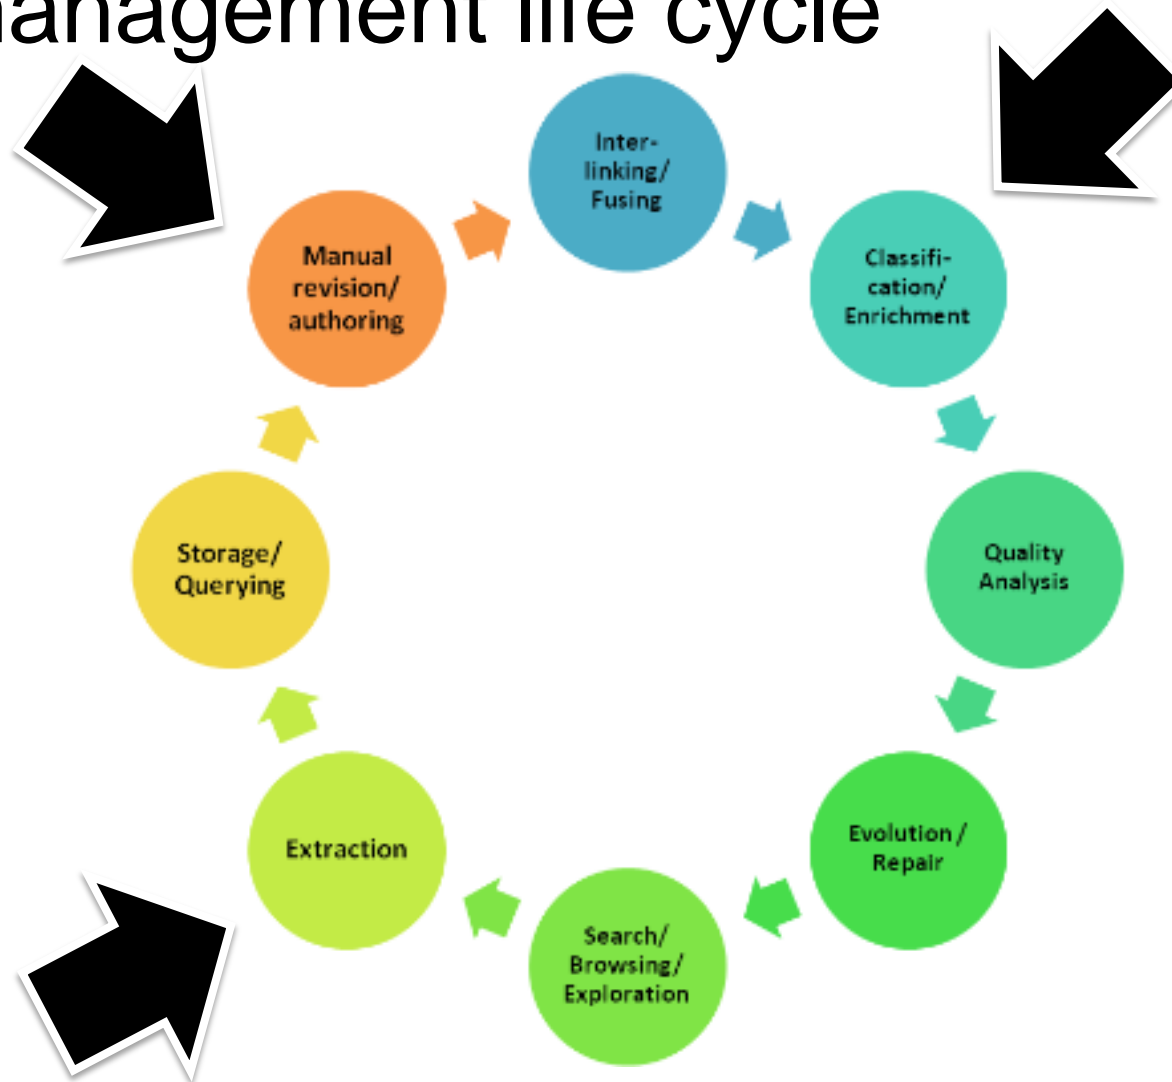 management life cycle
Inter-
linking/
Fusing
Manual
revision/
authoring
Classifi-
cation/
Enrichment
Storage/
Querying
Quality
Analysis
Extraction
Evolution /
Repair
Search/
Browsing/
Exploration